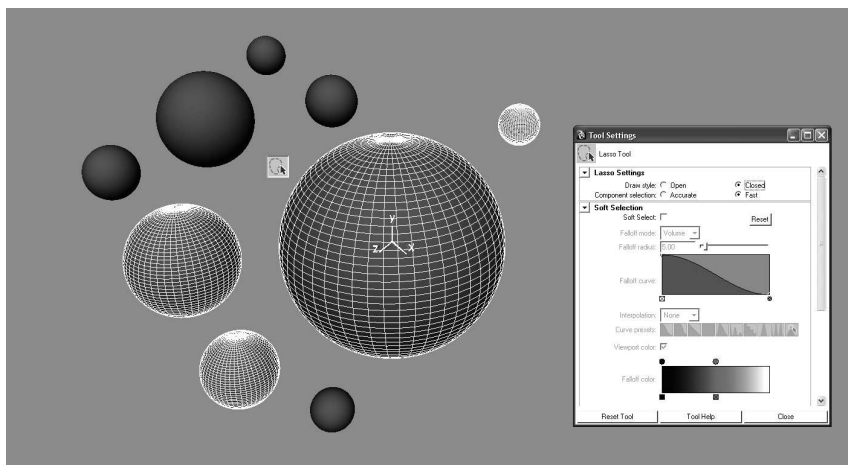 y
z
x
Tool Settings
Lasso Tool
Lasso Settings
Draw style: Open Closed
Component selection: Accurate Fast
Soft Selection
Soft Select:
Reset
Falloff mode: Volume
Falloff radius: 5.00
Falloff curve:
Interpolation: None
Curve presets:
Viewport color:
Falloff color:
Reset Tool Tool Help Close